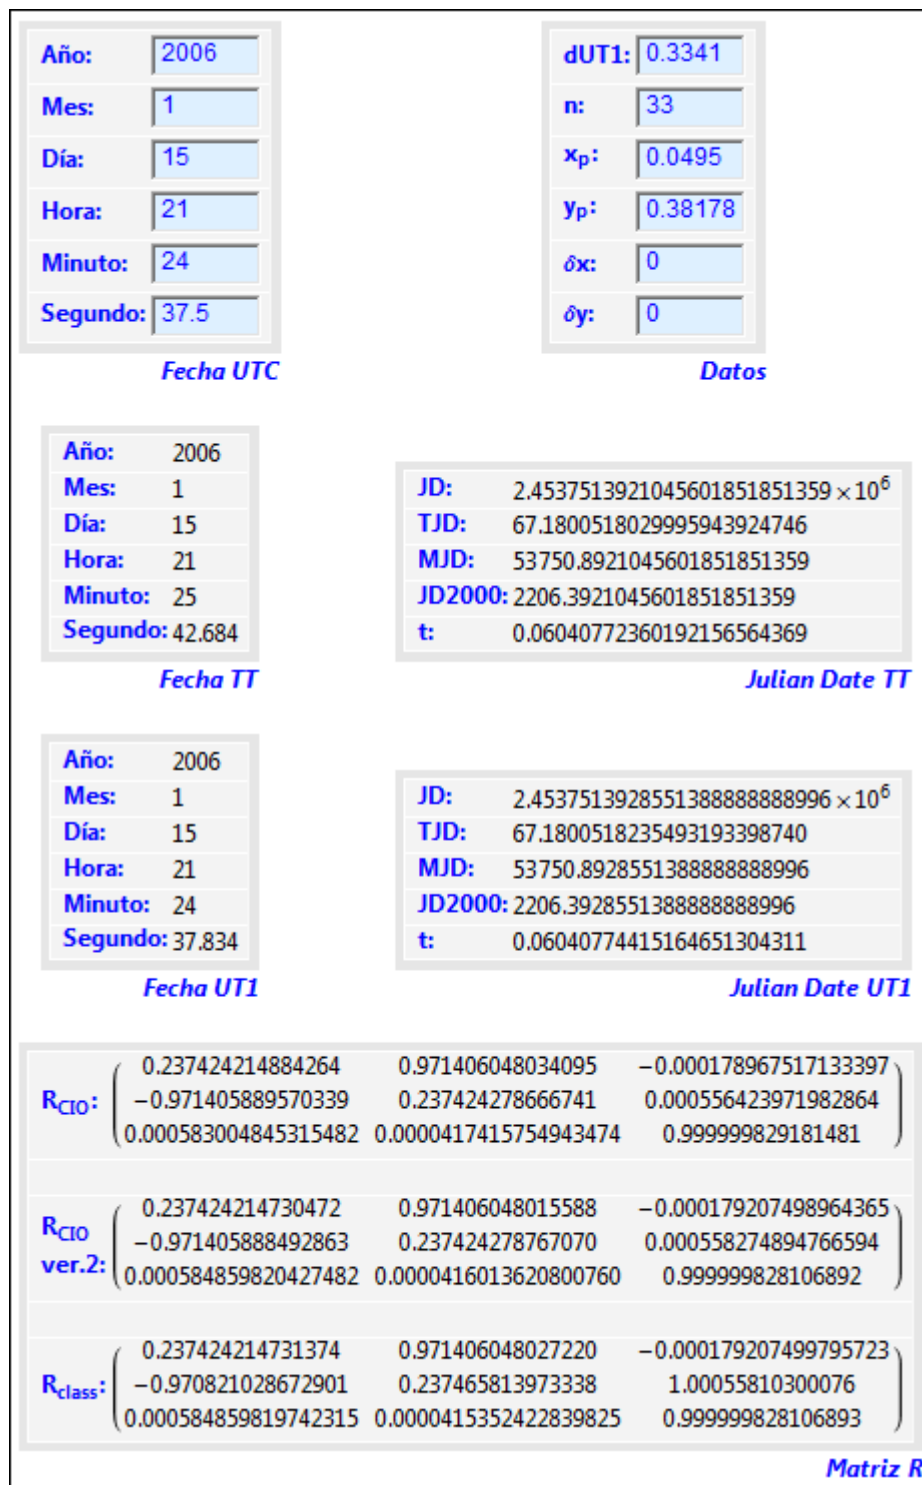 Año: 2006
Mes: 1
Día: 15
Hora: 21
Minuto: 24
Segundo: 37.5
Fecha UTC
dUT1: 0.3341
n: 33
xp: 0.0495
yp: 0.38178
δx: 0
δy: 0
Datos
Año: 2006
Mes: 1
Día: 15
Hora: 21
Minuto: 25
Segundo: 42.684
Fecha TT
JD: 2.4537513921045601851851359 × 10^6
TJD: 67.1800518029995943924746
MJD: 53750.8921045601851851359
JD2000: 2206.3921045601851851359
t: 0.060407723601921565643​69
Julian Date TT
Año: 2006
Mes: 1
Día: 15
Hora: 21
Minuto: 24
Segundo: 37.834
Fecha UT1
JD: 2.4537513928551388888888996 × 10^6
TJD: 67.1800518235493193398740
MJD: 53750.8928551388888888996
JD2000: 2206.3928551388888888996
t: 0.06040774415164651304311
Julian Date UT1
0.237424214884264 0.971406048034095 −0.000178967517133397
RCIO: −0.971405889570339 0.237424278666741 0.000556423971982864
0.000583004845315482 0.0000417415754943474 0.999999829181481
0.237424214730472 0.971406048015588 −0.000179207498964365
RCIO −0.971405888492863 0.237424278767070 0.000558274894766594
ver.2: 0.000584859820427482 0.0000416013620800760 0.999999828106892
0.237424214731374 0.971406048027220 −0.000179207499795723
Rclass: −0.970821028672901 0.237465813973338 1.00055810300076
0.000584859819742315 0.0000415352422839825 0.999999828106893
Matriz R